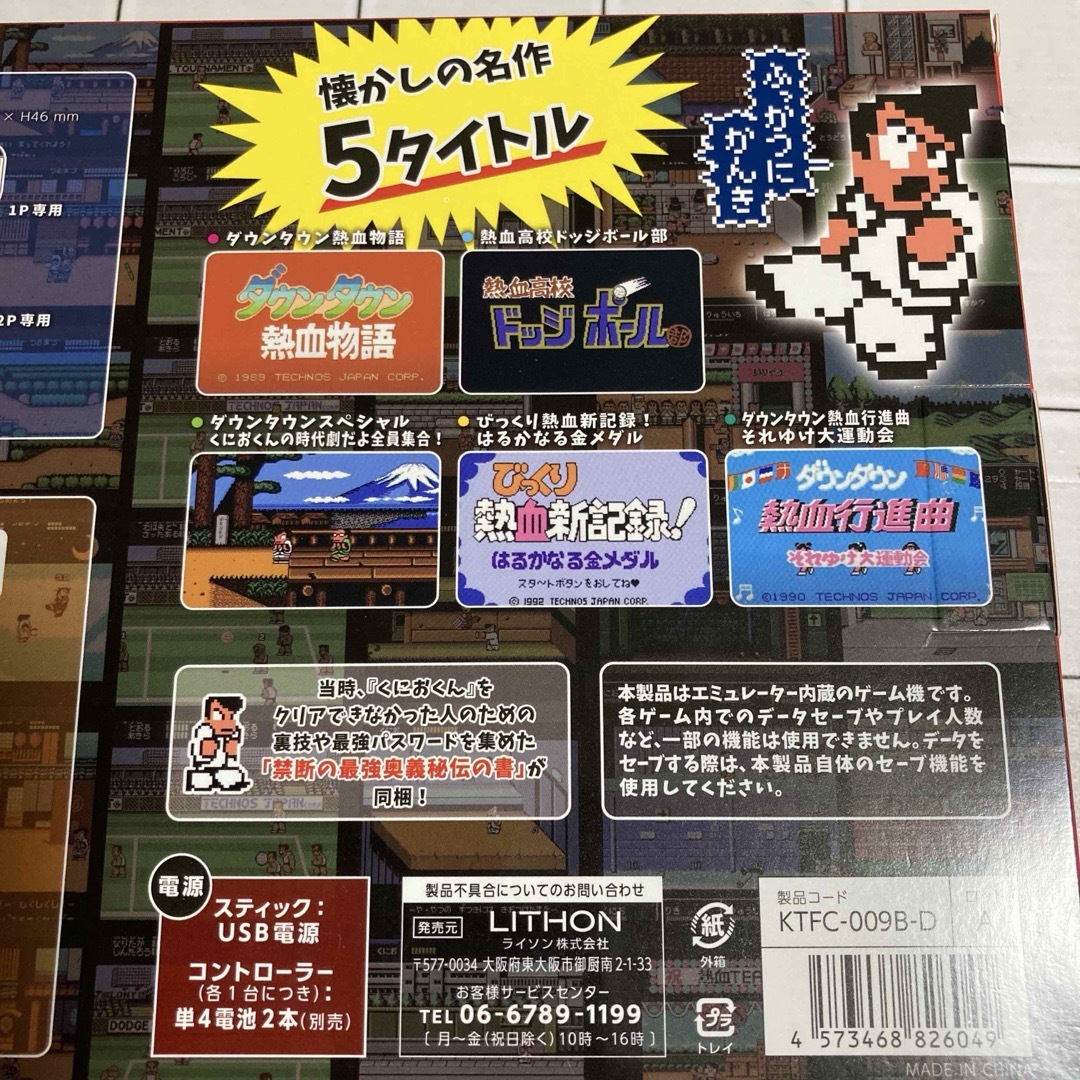 × H46 mm
1P専用
2P専用
懐かしの名作
5タイトル
ふっかつに
かんき
ダウンタウン熱血物語
ダウンタウン
熱血物語
© 1989 TECHNOS JAPAN CORP.
熱血高校ドッジボール部
熱血高校
ドッジボール部
ダウンタウンスペシャル
くにおくんの時代劇だよ全員集合!
びっくり熱血新記録!
はるかなる金メダル
びっくり
熱血新記録!
はるかなる金メダル
スタートボタンをおしてね♥
© 1992 TECHNOS JAPAN CORP.
ダウンタウン熱血行進曲
それゆけ大運動会
ダウンタウン
熱血行進曲
それゆけ大運動会
©1990 TECHNOS JAPAN CORP.
当時、『くにおくん』を
クリアできなかった人のための
裏技や最強パスワードを集めた
「禁断の最強奥義秘伝の書」が
同梱!
本製品はエミュレーター内蔵のゲーム機です。
各ゲーム内でのデータセーブやプレイ人数
など、一部の機能は使用できません。データを
セーブする際は、本製品自体のセーブ機能を
使用してください。
電源
スティック:
USB電源
コントローラー
(各1台につき):
単4電池2本(別売)
製品不具合についてのお問い合わせ
発売元
LITHON
ライソン株式会社
〒577-0034 大阪府東大阪市御厨南2-1-33
お客様サービスセンター
TEL 06-6789-1199
[ 月〜金(祝日除く)10時〜16時 ]
紙
外箱
プラ
トレイ
製品コード
KTFC-009B-D
4 573468 826049
MADE IN CHINA